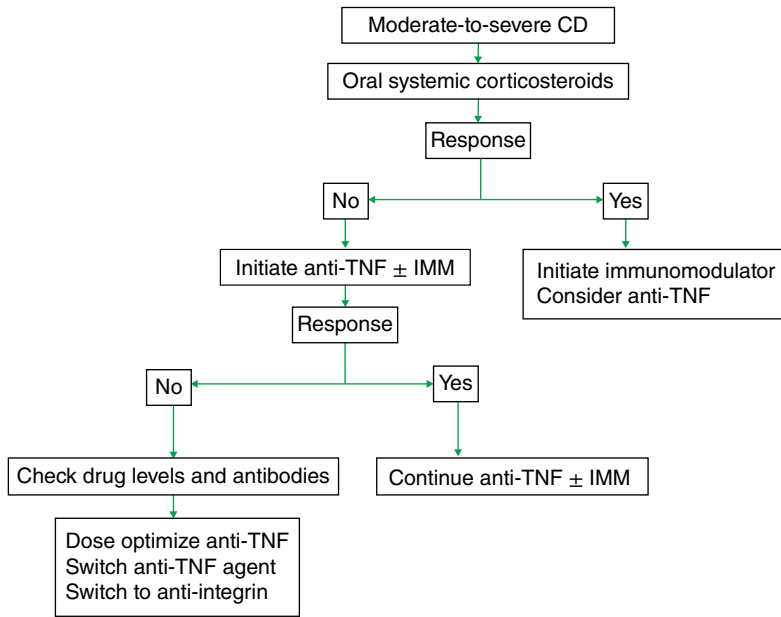 Moderate-to-severe CD
Oral systemic corticosteroids
Response
No
Yes
Initiate anti-TNF ± IMM
Initiate immunomodulator
Consider anti-TNF
Response
No
Yes
Check drug levels and antibodies
Continue anti-TNF ± IMM
Dose optimize anti-TNF
Switch anti-TNF agent
Switch to anti-integrin